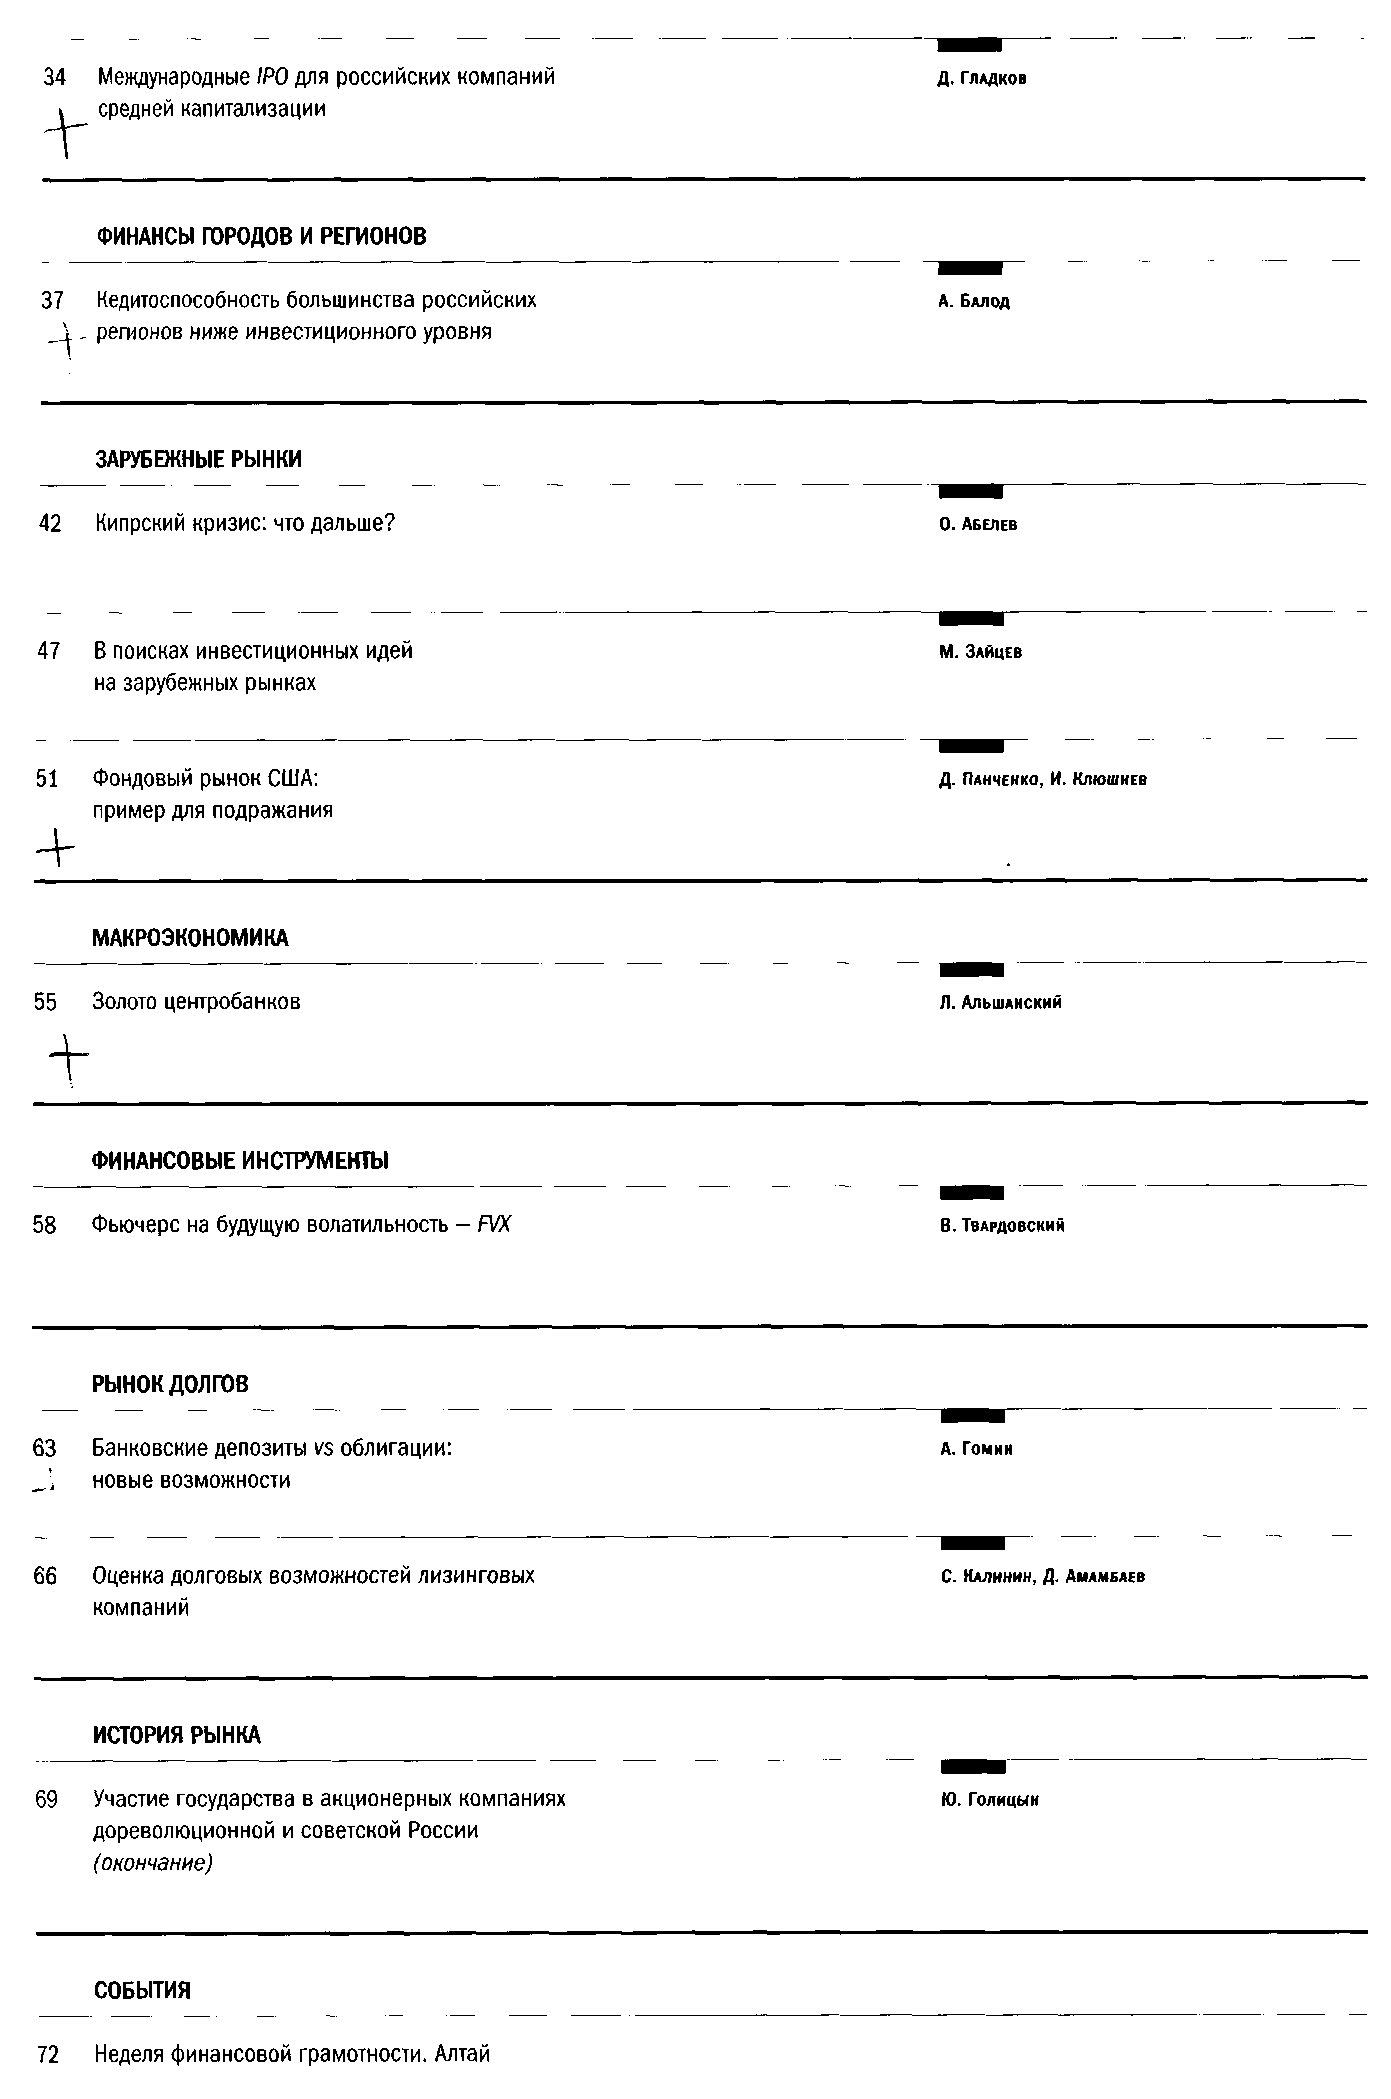 34 Международные IPO для российских компаний Д. Гладков
средней капитализации
ФИНАНСЫ ГОРОДОВ И РЕГИОНОВ
37 Кедитоспособность большинства российских А. Балод
регионов ниже инвестиционного уровня
ЗАРУБЕЖНЫЕ РЫНКИ
42 Кипрский кризис: что дальше? О. Абелев
47 В поисках инвестиционных идей М. Зайцев
на зарубежных рынках
51 Фондовый рынок США: Д. Панченко, И. Клюшнев
пример для подражания
МАКРОЭКОНОМИКА
55 Золото центробанков Л. Альшанский
ФИНАНСОВЫЕ ИНСТРУМЕНТЫ
58 Фьючерс на будущую волатильность – FVX В. Твардовский
РЫНОК ДОЛГОВ
63 Банковские депозиты vs облигации: А. Гомин
новые возможности
66 Оценка долговых возможностей лизинговых С. Калинин, Д. Амамбаев
компаний
ИСТОРИЯ РЫНКА
69 Участие государства в акционерных компаниях Ю. Голицын
дореволюционной и советской России
(окончание)
СОБЫТИЯ
72 Неделя финансовой грамотности. Алтай